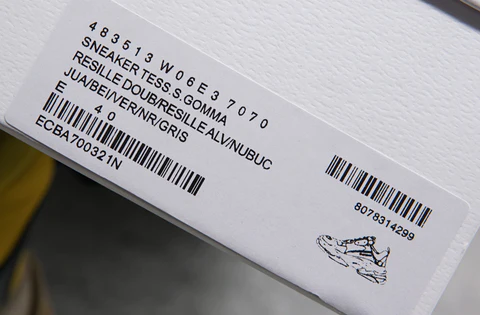 483513 W06E3 7070
SNEAKER TESS.S.GOMMA
RESILLE DOUB/RESILLE ALV/NUBUC
JUA/BEI/VER/NR/GRIS
E 40
ECBA700321N
8078314299